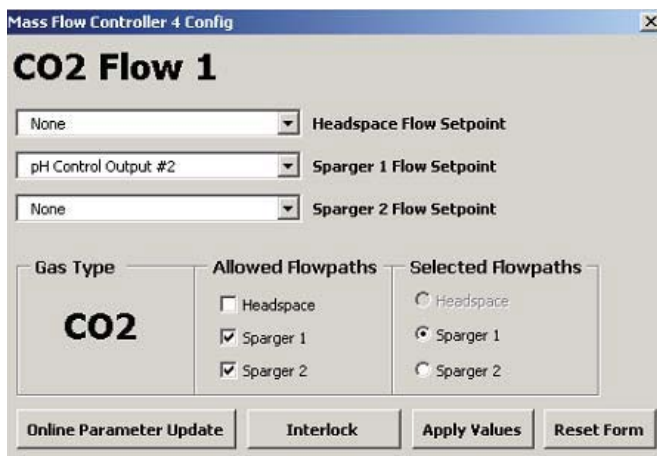 Mass Flow Controller 4 Config
CO2 Flow 1
None Headspace Flow Setpoint
pH Control Output #2 Sparger 1 Flow Setpoint
None Sparger 2 Flow Setpoint
Gas Type Allowed Flowpaths Selected Flowpaths
CO2
Headspace Headspace
Sparger 1 Sparger 1
Sparger 2 Sparger 2
Online Parameter Update Interlock Apply Values Reset Form